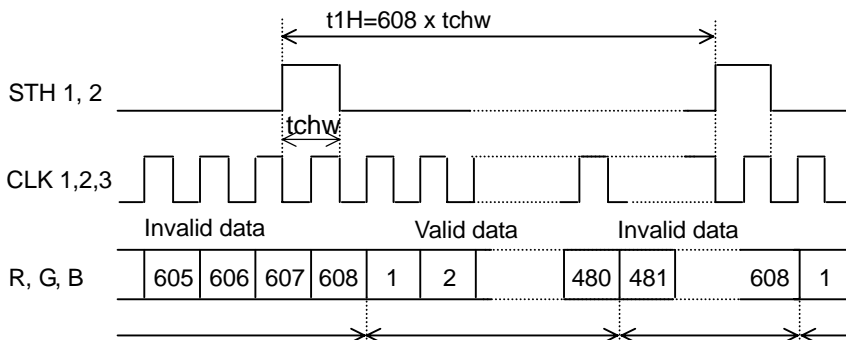 t1H=608 x tchw
STH 1, 2
tchw
CLK 1,2,3
Invalid data
Valid data
Invalid data
R, G, B
605 606 607 608 1 2 480 481 608 1